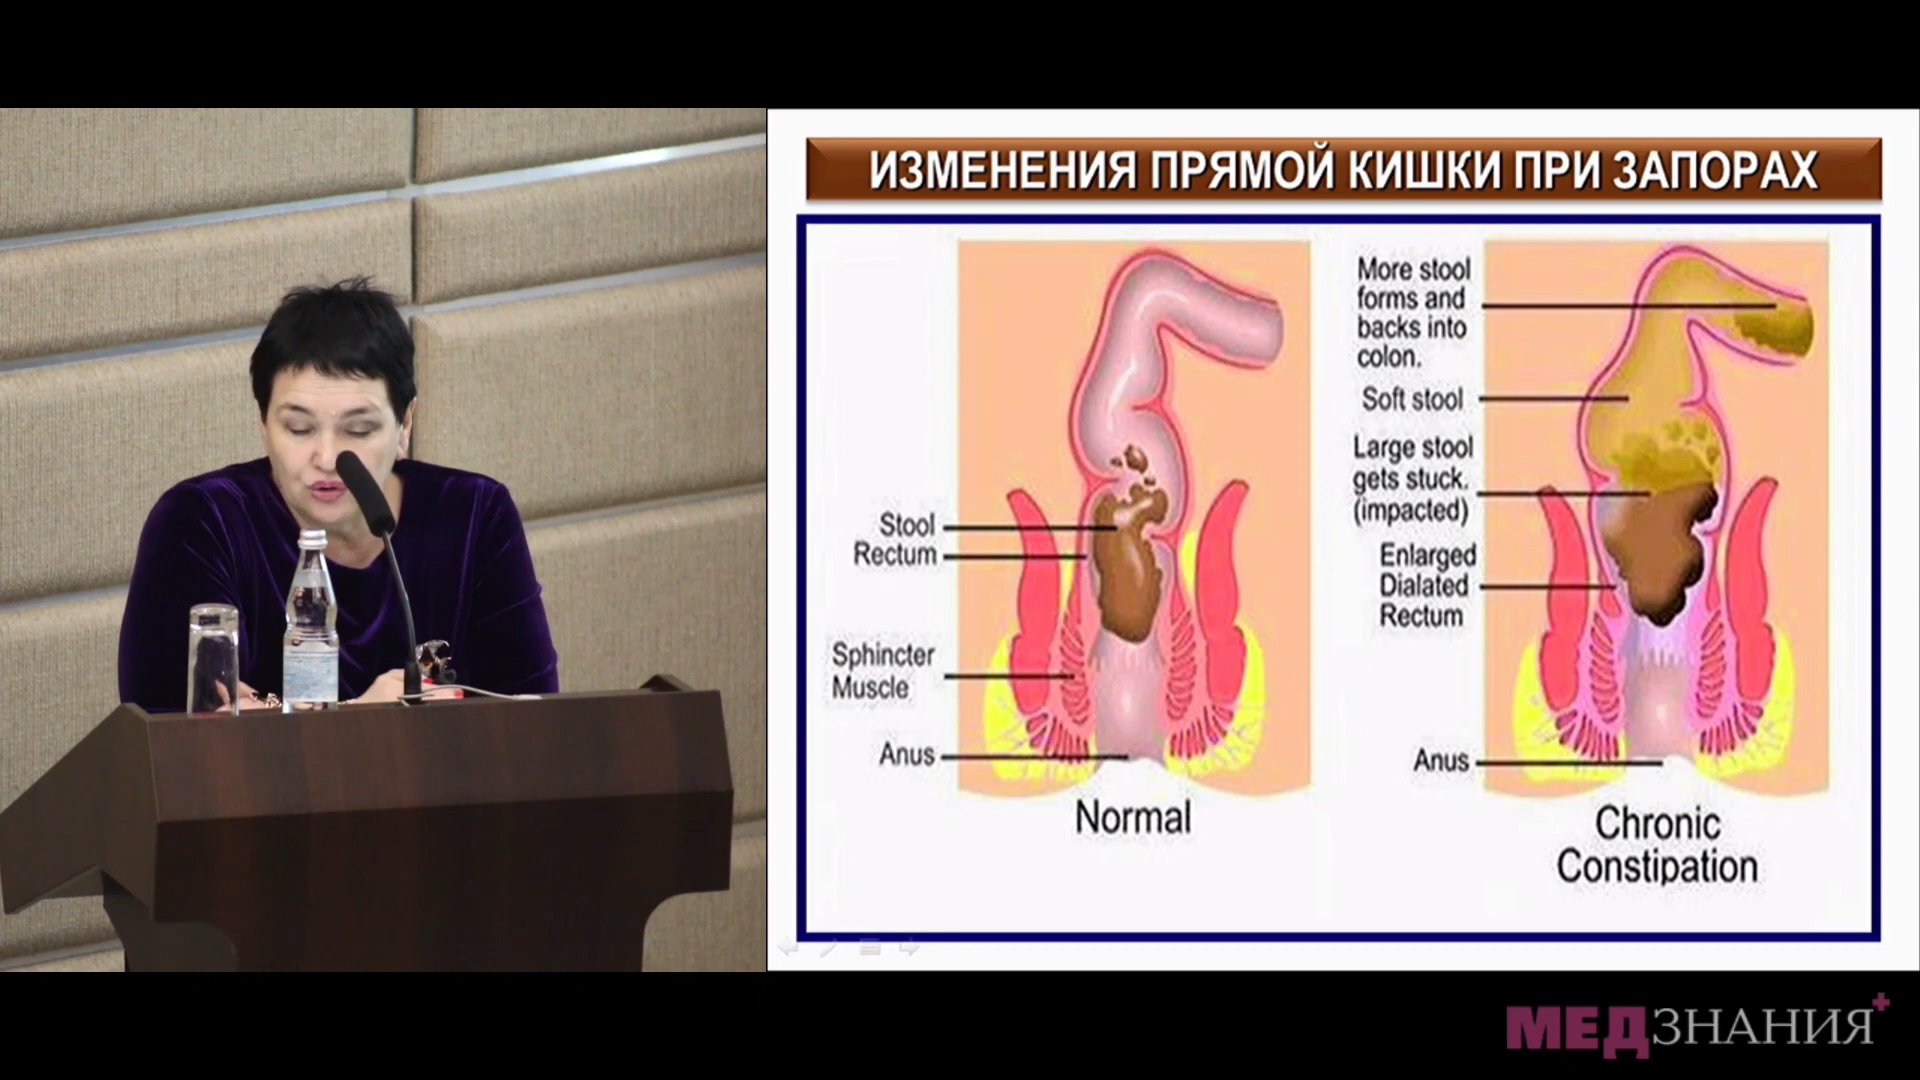 ИЗМЕНЕНИЯ ПРЯМОЙ КИШКИ ПРИ ЗАПОРАХ
Stool
Rectum
Sphincter
Muscle
Anus
Normal
More stool
forms and
backs into
colon.
Soft stool
Large stool
gets stuck.
(impacted)
Enlarged
Dialated
Rectum
Anus
Chronic
Constipation
МЕДЗНАНИЯ+